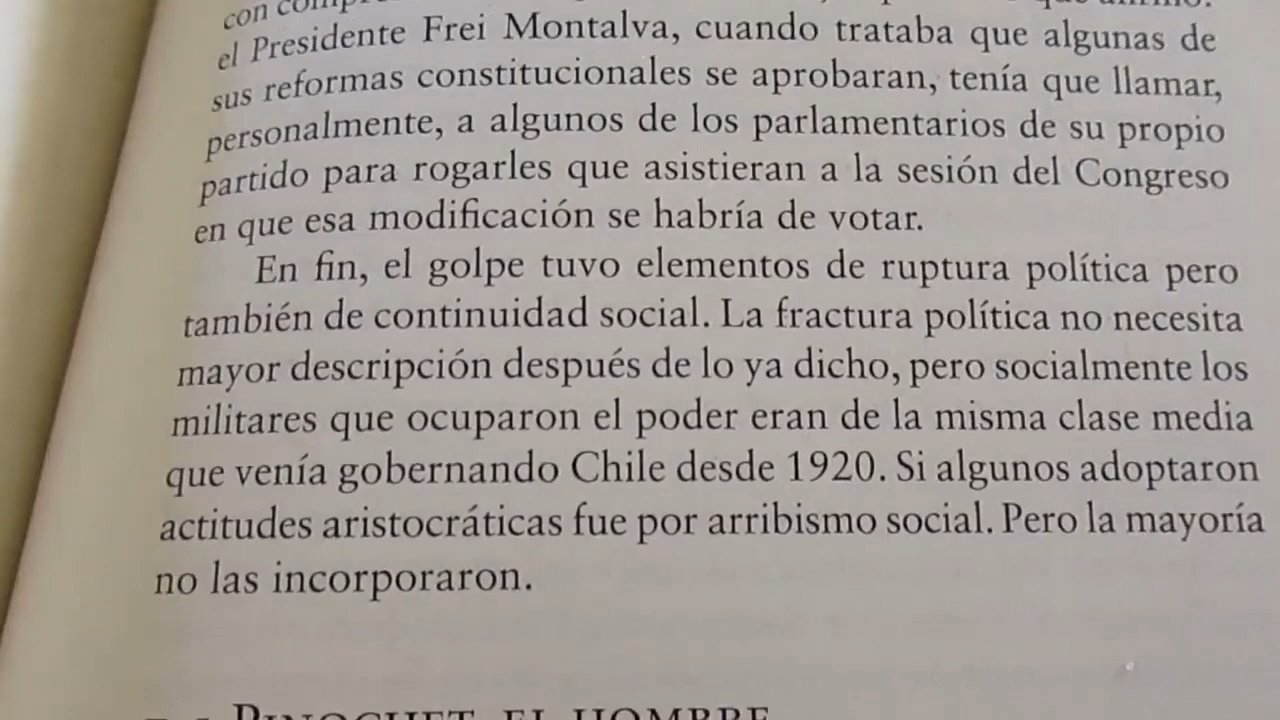 con
el Presidente Frei Montalva, cuando trataba que algunas de
sus reformas constitucionales se aprobaran, tenía que llamar,
personalmente, a algunos de los parlamentarios de su propio
partido para rogarles que asistieran a la sesión del Congreso
en que esa modificación se habría de votar.
En fin, el golpe tuvo elementos de ruptura política pero
también de continuidad social. La fractura política no necesita
mayor descripción después de lo ya dicho, pero socialmente los
militares que ocuparon el poder eran de la misma clase media
que venía gobernando Chile desde 1920. Si algunos adoptaron
actitudes aristocráticas fue por arribismo social. Pero la mayoría
no las incorporaron.
PINOCHET, EL HOMBRE